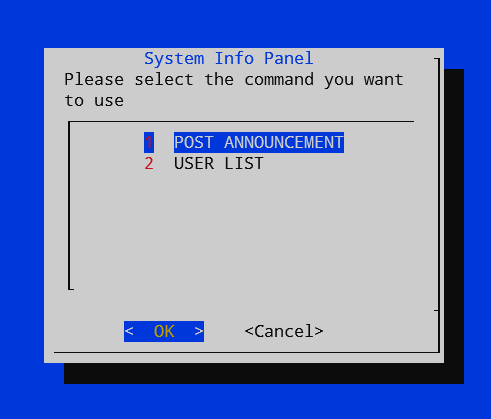 System Info Panel
Please select the command you want
to use
1 POST ANNOUNCEMENT
2 USER LIST
< OK > <Cancel>